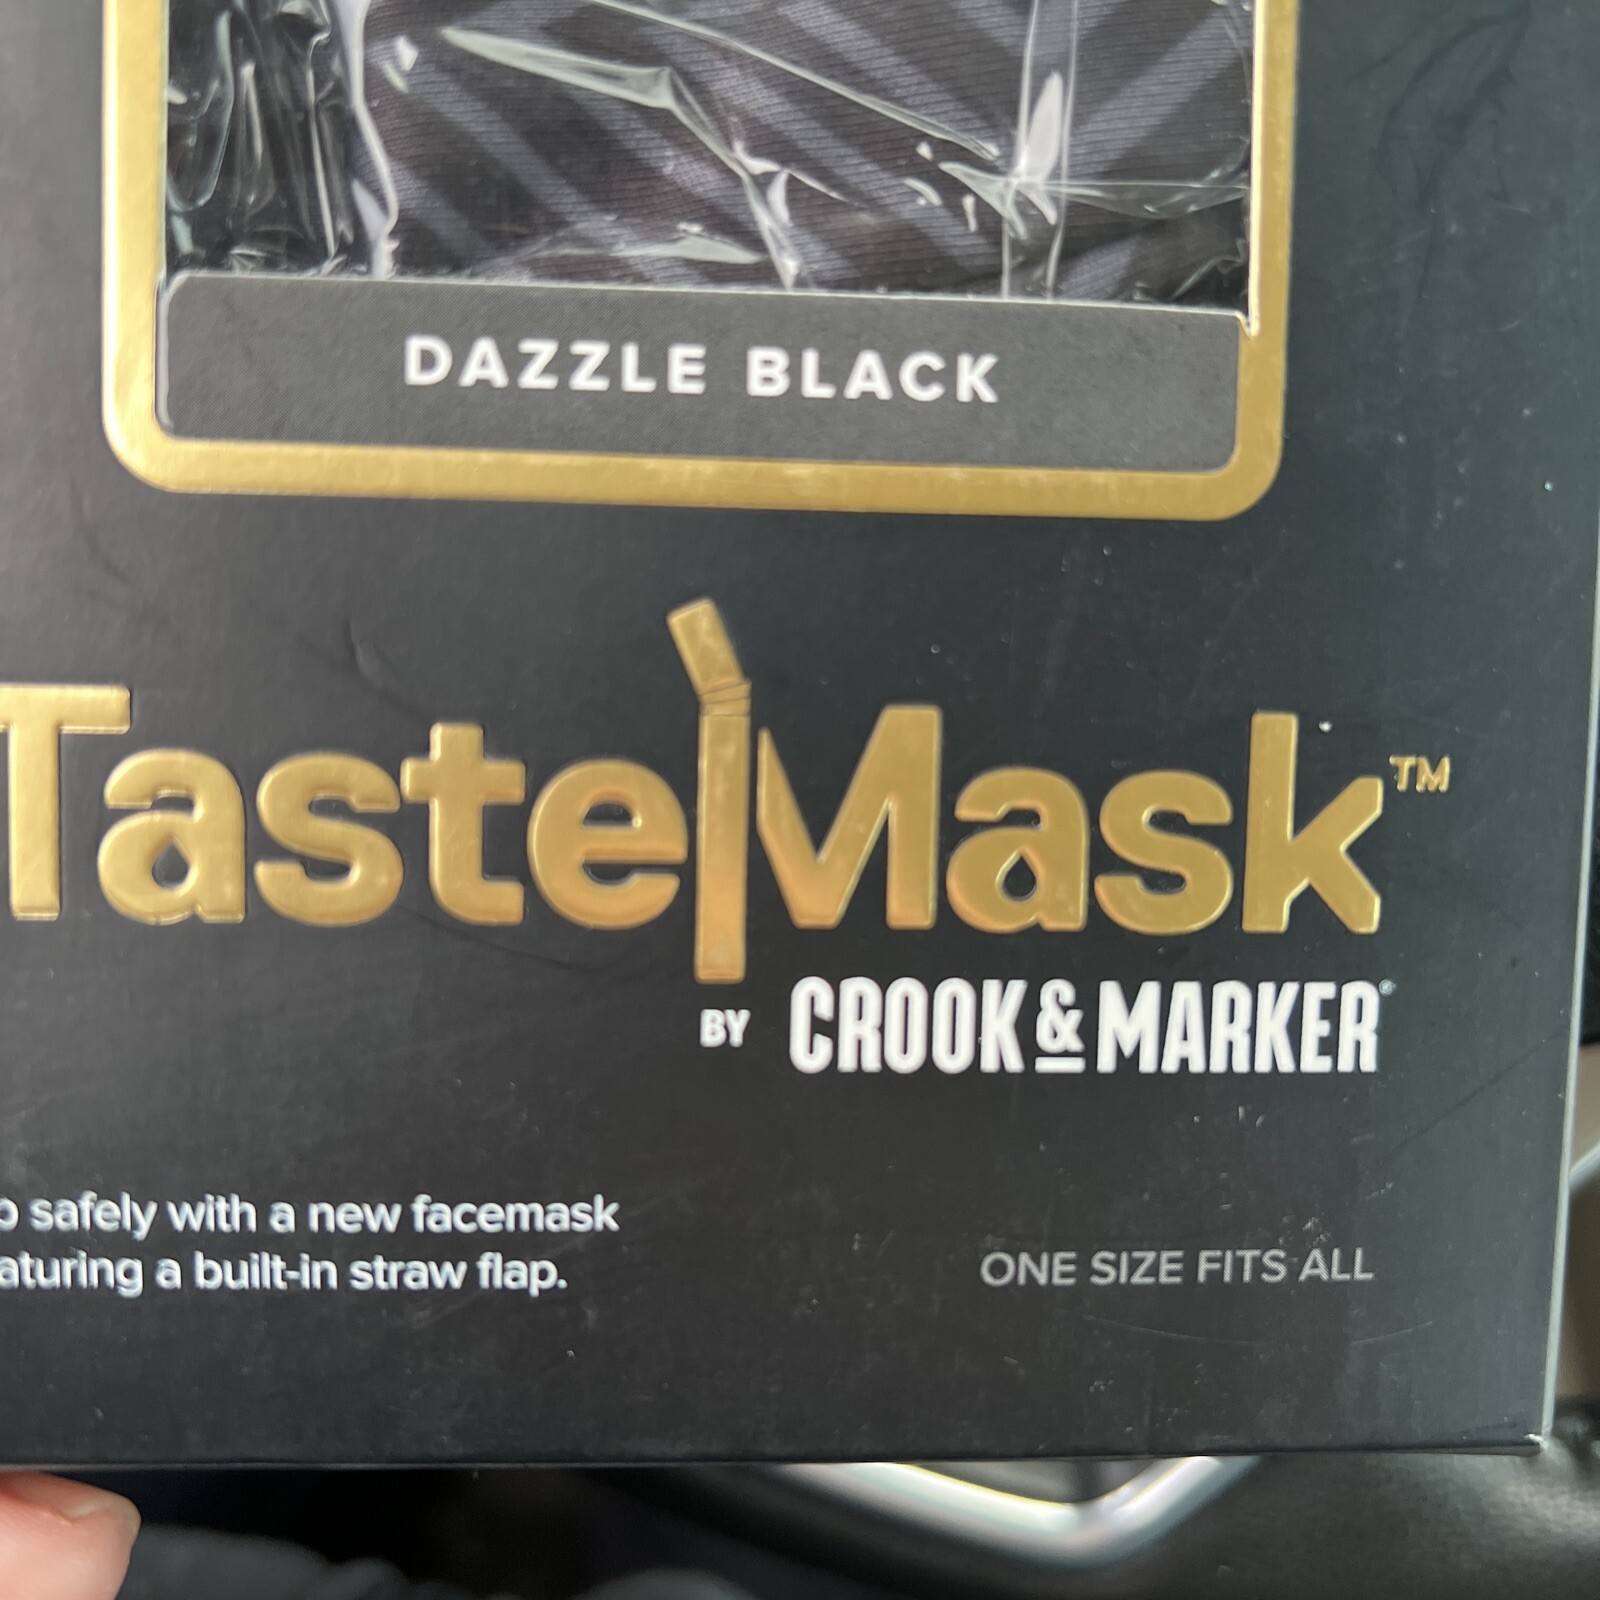 DAZZLE BLACK
TasteMask™
BY CROOK & MARKER®
safely with a new facemask
a built-in straw flap.
ONE SIZE FITS ALL